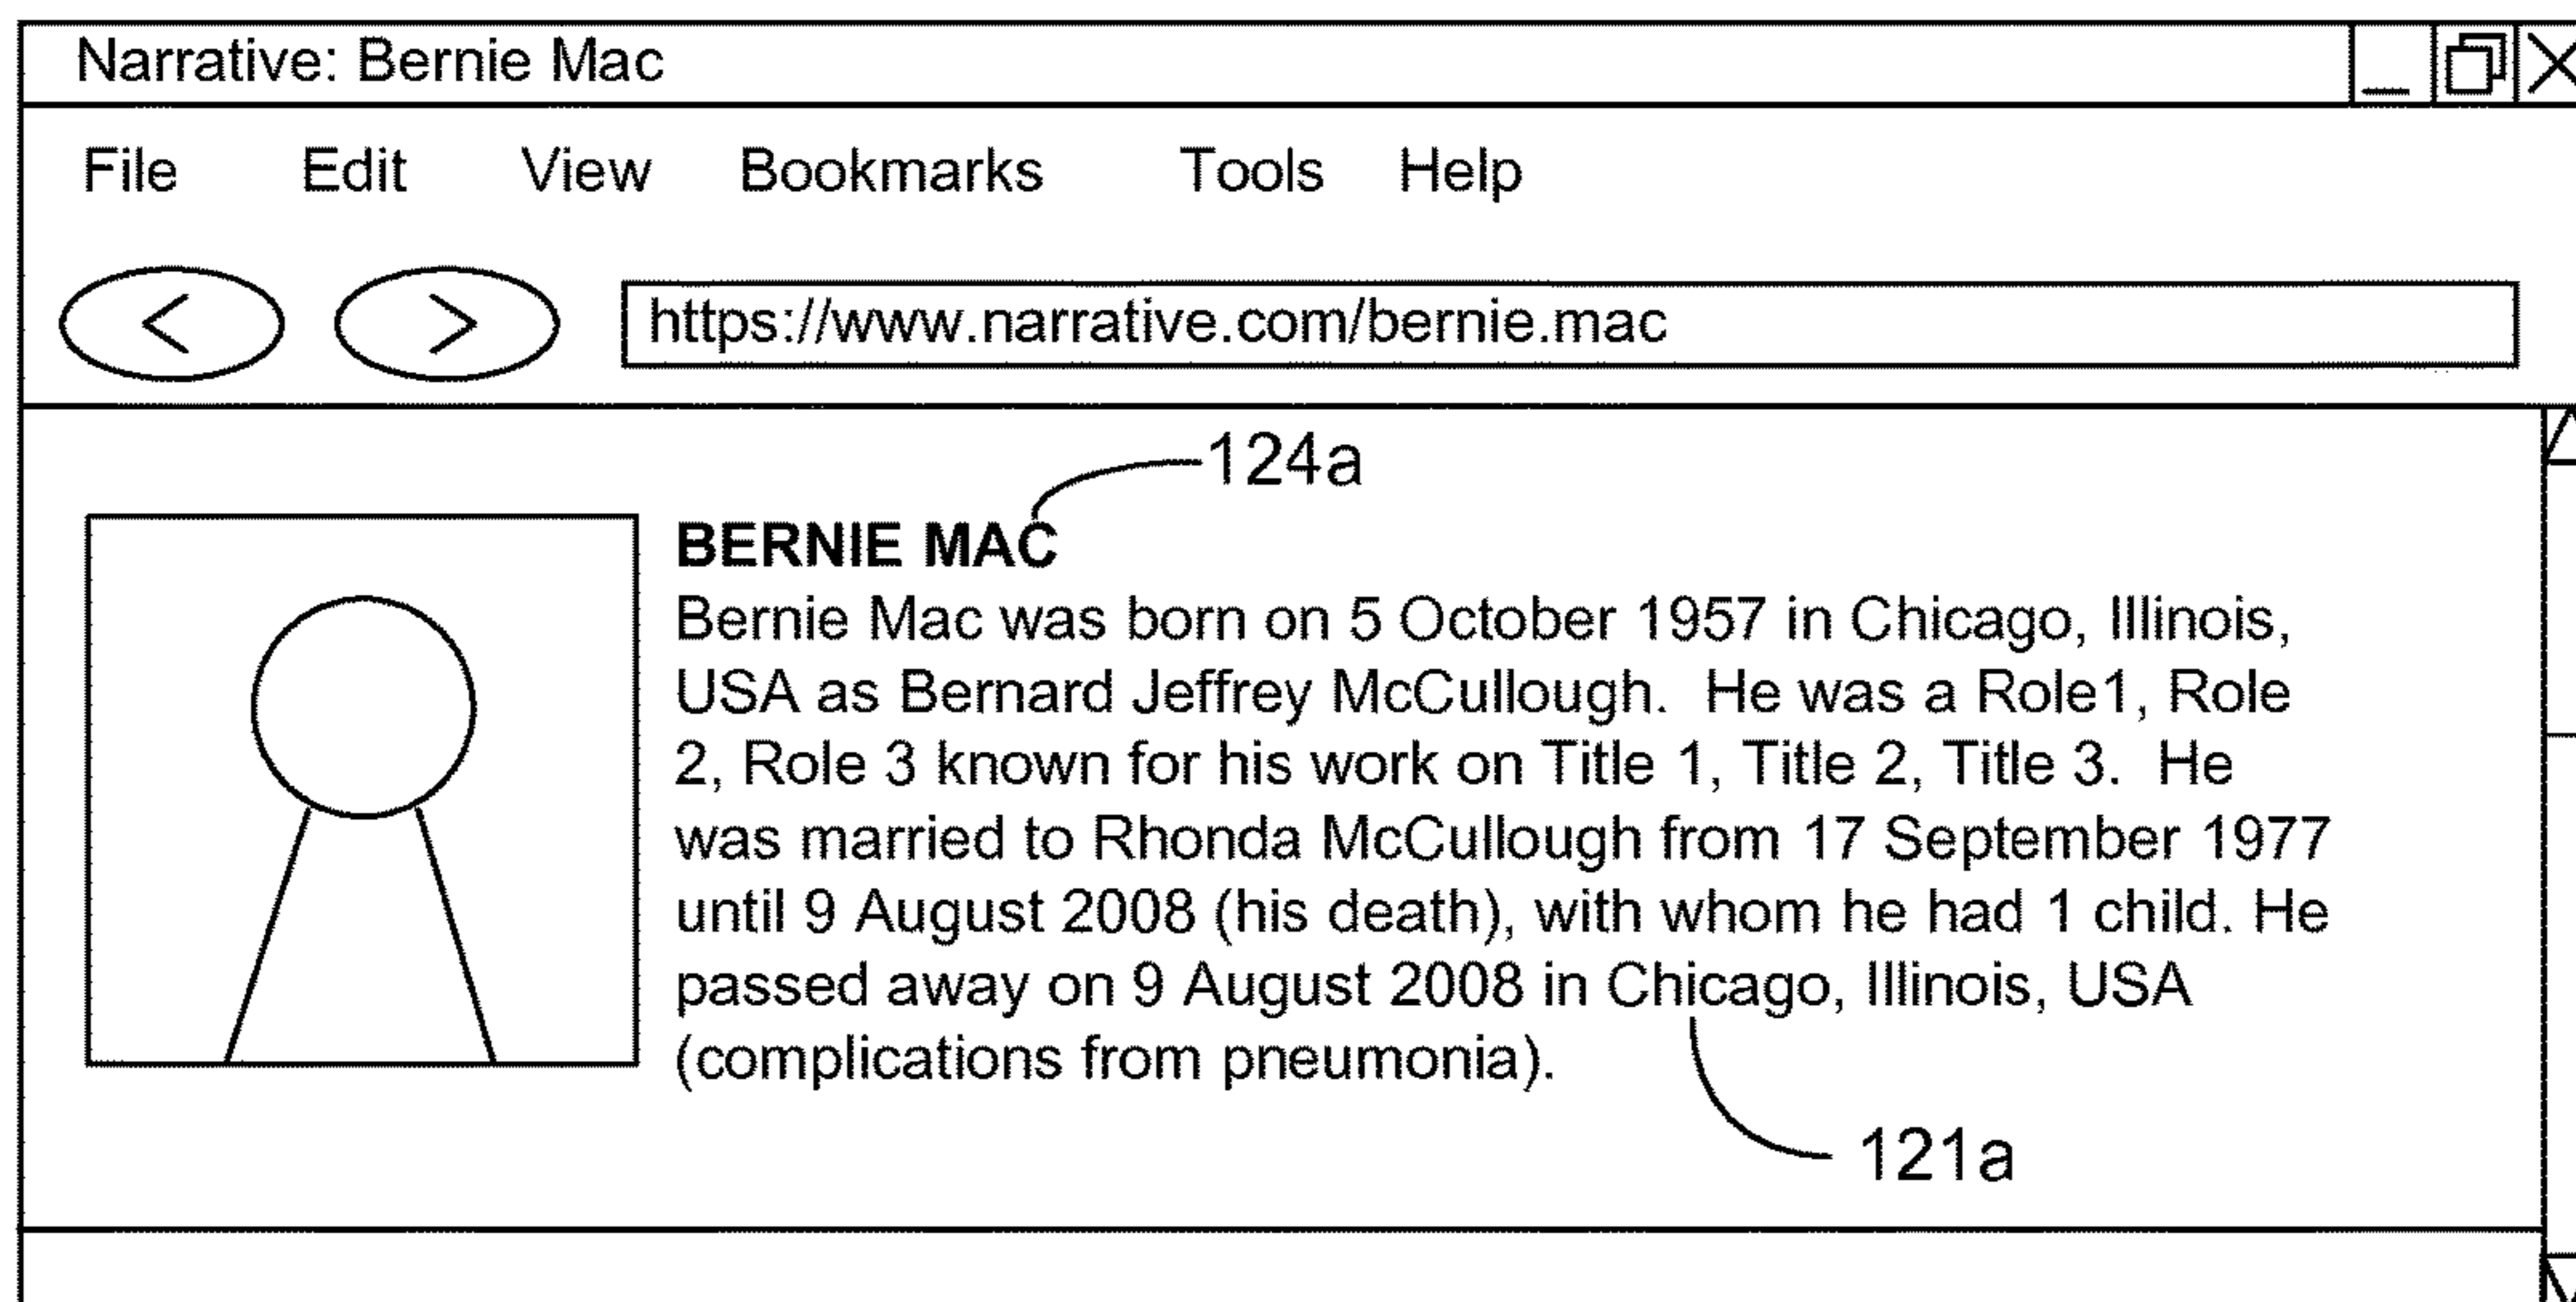 Narrative: Bernie Mac
File Edit View Bookmarks Tools Help
< > https://www.narrative.com/bernie.mac
124a
BERNIE MAC
Bernie Mac was born on 5 October 1957 in Chicago, Illinois,
USA as Bernard Jeffrey McCullough. He was a Role1, Role
2, Role 3 known for his work on Title 1, Title 2, Title 3. He
was married to Rhonda McCullough from 17 September 1977
until 9 August 2008 (his death), with whom he had 1 child. He
passed away on 9 August 2008 in Chicago, Illinois, USA
(complications from pneumonia).
121a